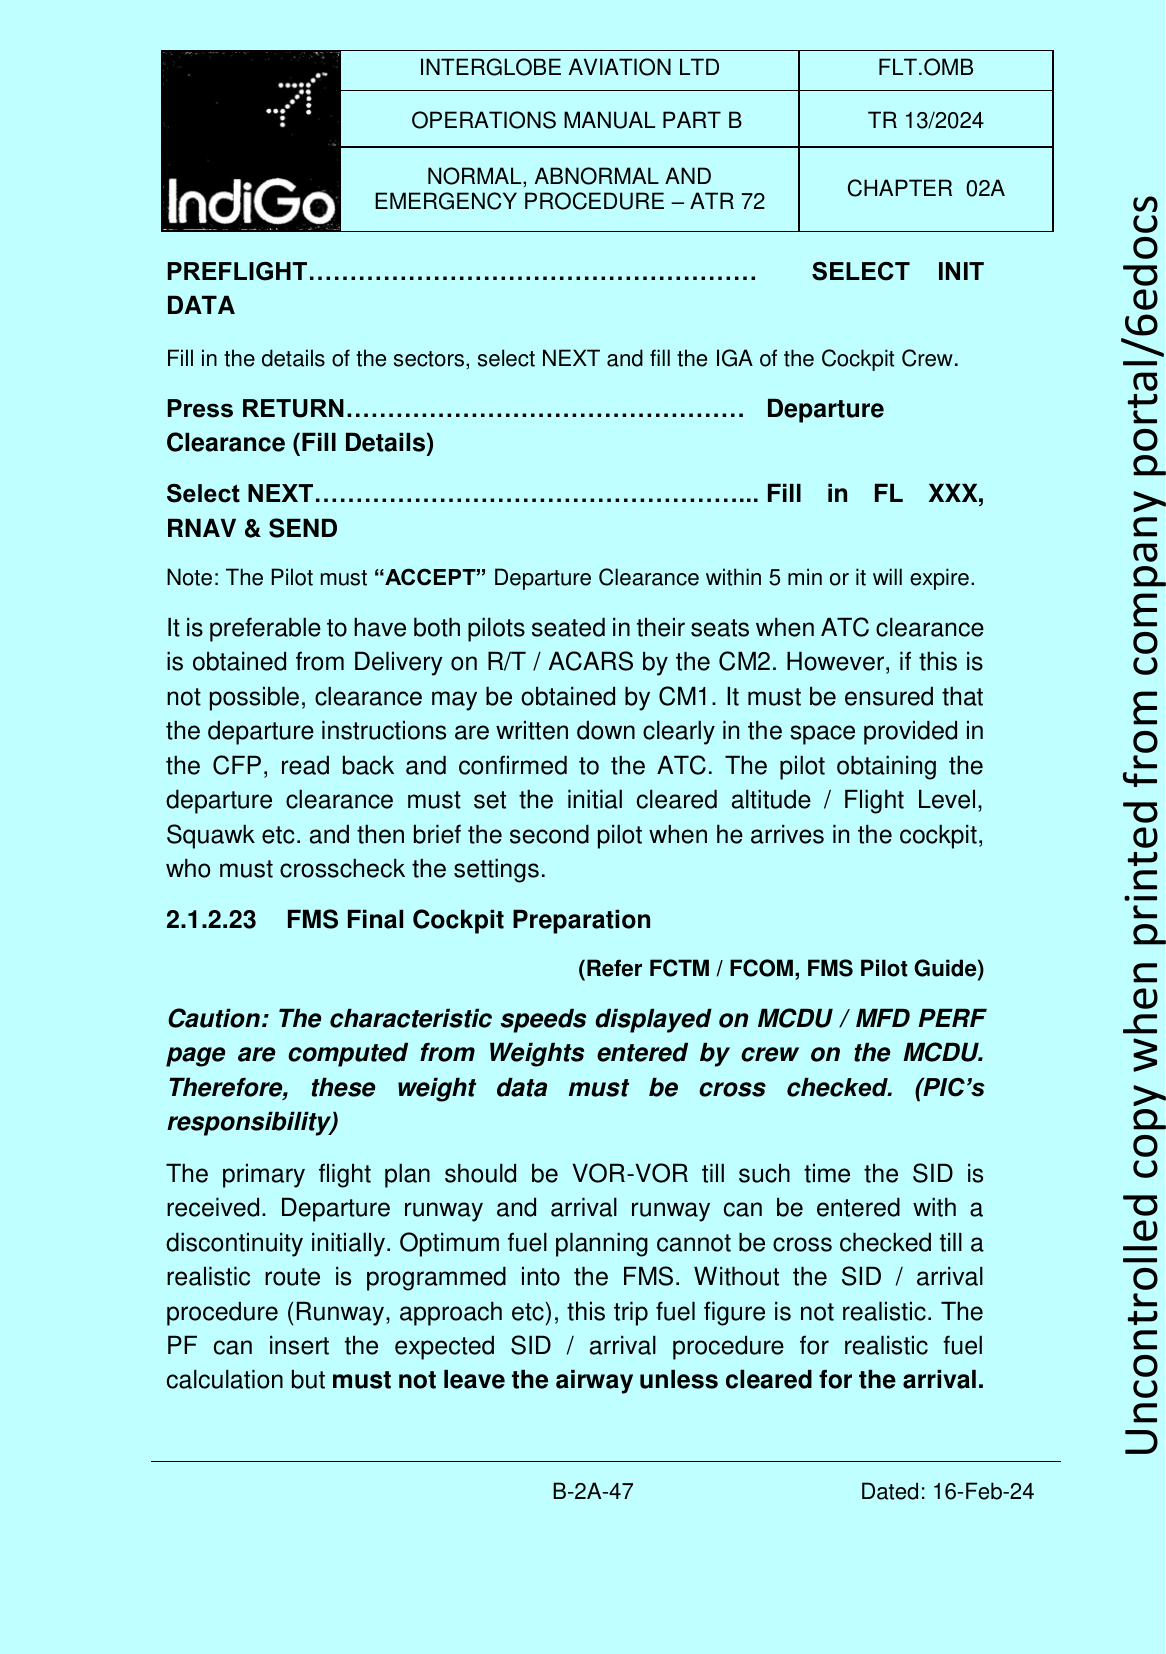 IndiGo
INTERGLOBE AVIATION LTD
FLT.OMB
OPERATIONS MANUAL PART B
TR 13/2024
NORMAL, ABNORMAL AND
EMERGENCY PROCEDURE – ATR 72
CHAPTER 02A
PREFLIGHT……………………………………………… SELECT INIT
DATA
Fill in the details of the sectors, select NEXT and fill the IGA of the Cockpit Crew.
Press RETURN………………………………………… Departure
Clearance (Fill Details)
Select NEXT……………………………………………... Fill in FL XXX,
RNAV & SEND
Note: The Pilot must “ACCEPT” Departure Clearance within 5 min or it will expire.
It is preferable to have both pilots seated in their seats when ATC clearance
is obtained from Delivery on R/T / ACARS by the CM2. However, if this is
not possible, clearance may be obtained by CM1. It must be ensured that
the departure instructions are written down clearly in the space provided in
the CFP, read back and confirmed to the ATC. The pilot obtaining the
departure clearance must set the initial cleared altitude / Flight Level,
Squawk etc. and then brief the second pilot when he arrives in the cockpit,
who must crosscheck the settings.
2.1.2.23 FMS Final Cockpit Preparation
(Refer FCTM / FCOM, FMS Pilot Guide)
Caution: The characteristic speeds displayed on MCDU / MFD PERF
page are computed from Weights entered by crew on the MCDU.
Therefore, these weight data must be cross checked. (PIC’s
responsibility)
The primary flight plan should be VOR-VOR till such time the SID is
received. Departure runway and arrival runway can be entered with a
discontinuity initially. Optimum fuel planning cannot be cross checked till a
realistic route is programmed into the FMS. Without the SID / arrival
procedure (Runway, approach etc), this trip fuel figure is not realistic. The
PF can insert the expected SID / arrival procedure for realistic fuel
calculation but must not leave the airway unless cleared for the arrival.
B-2A-47
Dated: 16-Feb-24
Uncontrolled copy when printed from company portal/6edocs